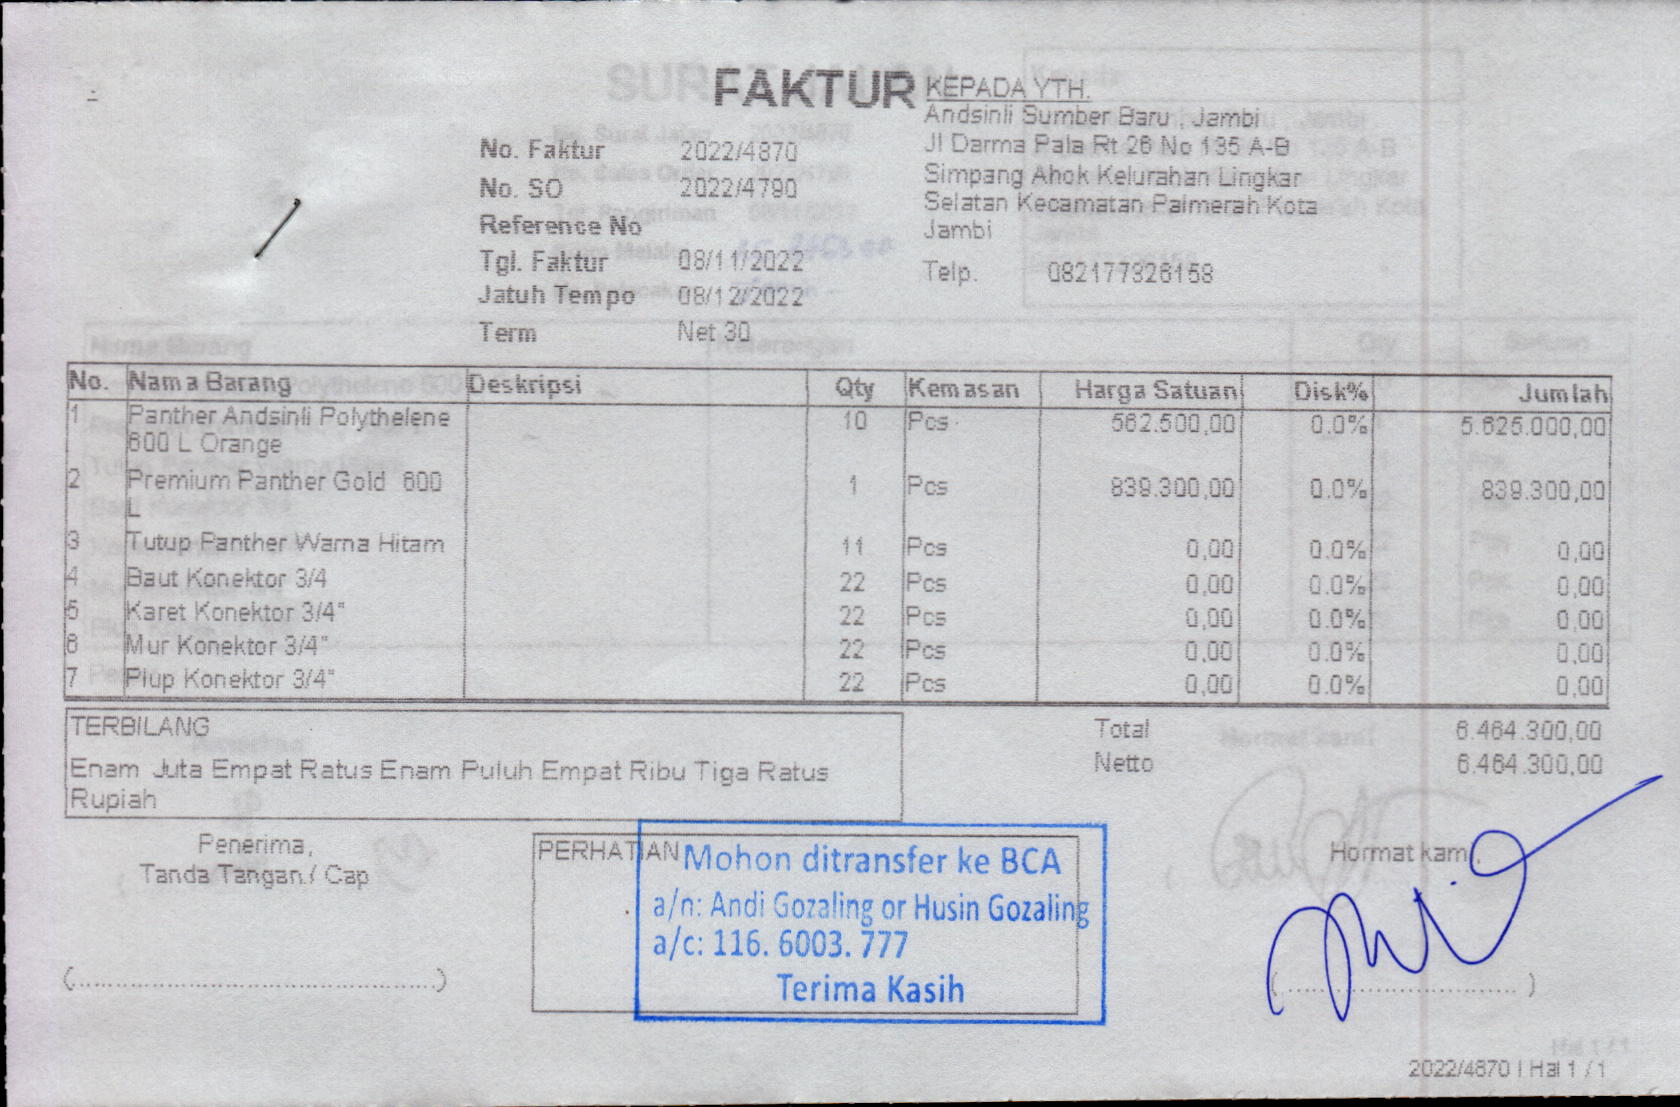 FAKTUR
No. Faktur 2022/4870
No. SO 2022/4790
Reference No
Tgl. Faktur 08/11/2022
Jatuh Tempo 08/12/2022
Term Net 30
KEPADA YTH.
Andsinli Sumber Baru , Jambi
Jl Darma Pala Rt 26 No 135 A-B
Simpang Ahok Kelurahan Lingkar
Selatan Kecamatan Palmerah Kota
Jambi
Telp. 082177326158
No. Nama Barang Deskripsi Qty Kemasan Harga Satuan Disk% Jumlah
1 Panther Andsinli Polythelene 10 Pcs 562.500,00 0.0% 5.625.000,00
600 L Orange
2 Premium Panther Gold 600 1 Pcs 839.300,00 0.0% 839.300,00
L
3 Tutup Panther Warna Hitam 11 Pcs 0,00 0.0% 0,00
4 Baut Konektor 3/4 22 Pcs 0,00 0.0% 0,00
5 Karet Konektor 3/4" 22 Pcs 0,00 0.0% 0,00
6 Mur Konektor 3/4" 22 Pcs 0,00 0.0% 0,00
7 Plup Konektor 3/4" 22 Pcs 0,00 0.0% 0,00
TERBILANG
Enam Juta Empat Ratus Enam Puluh Empat Ribu Tiga Ratus
Rupiah
Total 6.464.300,00
Netto 6.464.300,00
Penerima,
Tanda Tangan / Cap
PERHATIAN
Mohon ditransfer ke BCA
a/n: Andi Gozaling or Husin Gozaling
a/c: 116. 6003. 777
Terima Kasih
Hormat kami,
2022/4870 | Hal 1 / 1